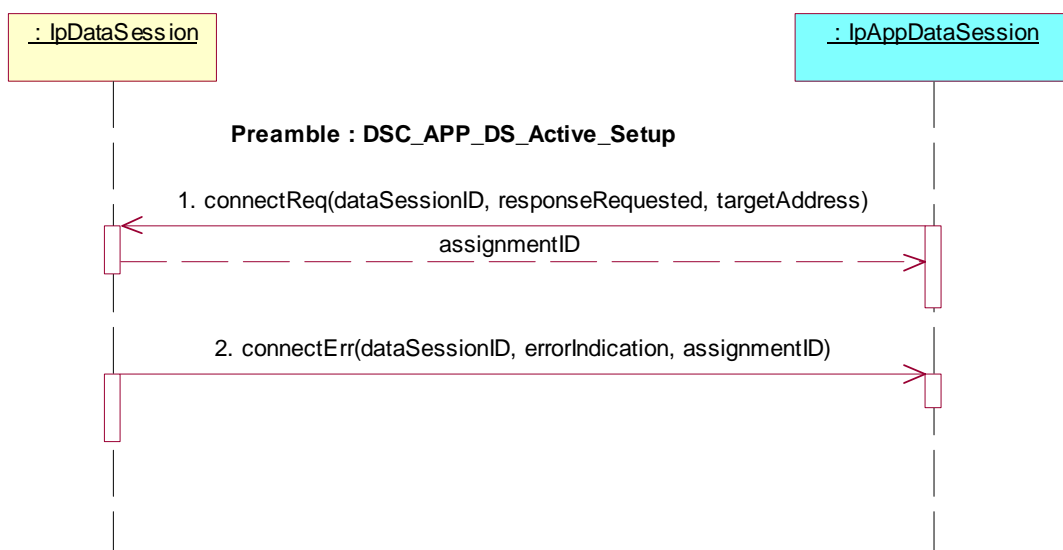 : IpDataSession
: IpAppDataSession
Preamble : DSC_APP_DS_Active_Setup
1. connectReq(dataSessionID, responseRequested, targetAddress)
assignmentID
2. connectErr(dataSessionID, errorIndication, assignmentID)